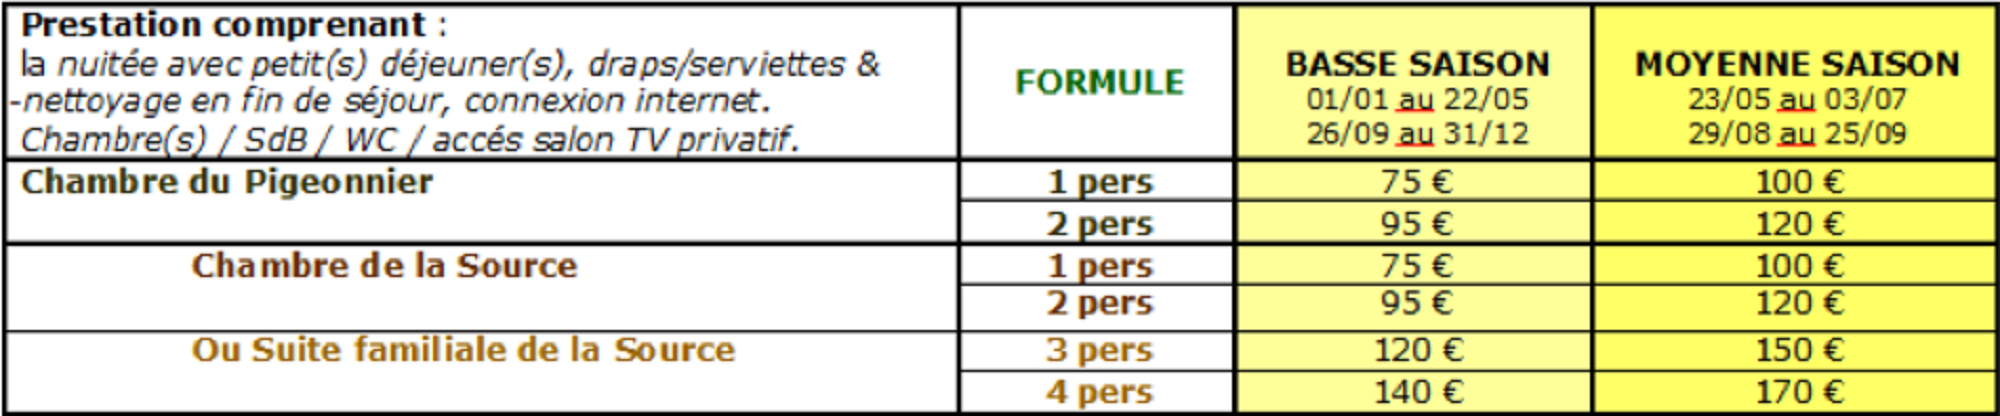 Prestation comprenant :
la nuitée avec petit(s) déjeuner(s), draps/serviettes &
-nettoyage en fin de séjour, connexion internet.
Chambre(s) / SdB / WC / accés salon TV privatif.
FORMULE
BASSE SAISON
01/01 au 22/05
26/09 au 31/12
MOYENNE SAISON
23/05 au 03/07
29/08 au 25/09
Chambre du Pigeonnier
1 pers 75 € 100 €
2 pers 95 € 120 €
Chambre de la Source
1 pers 75 € 100 €
2 pers 95 € 120 €
Ou Suite familiale de la Source
3 pers 120 € 150 €
4 pers 140 € 170 €